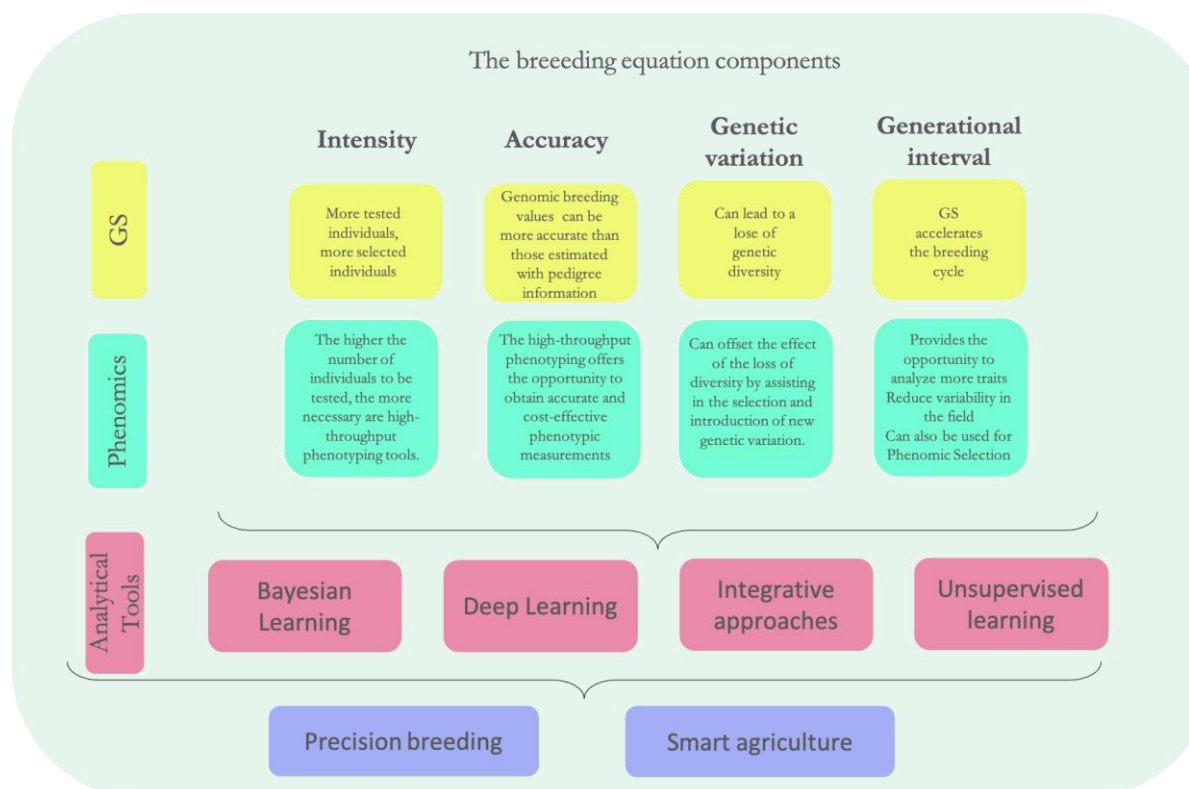 The breeeding equation components
Intensity
Accuracy
Genetic
variation
Generational
interval
GS
More tested
individuals,
more selected
individuals
Genomic breeding
values can be
more accurate than
those estimated
with pedigree
information
Can lead to a
lose of
genetic
diversity
GS
accelerates
the breeding
cycle
Phenomics
The higher the
number of
individuals to be
tested, the more
necessary are high-
throughput
phenotyping tools.
The high-throughput
phenotyping offers
the opportunity to
obtain accurate and
cost-effective
phenotypic
measurements
Can offset the effect
of the loss of
diversity by assisting
in the selection and
introduction of new
genetic variation.
Provides the
opportunity to
analyze more traits
Reduce variability in
the field
Can also be used for
Phenomic Selection
Analytical
Tools
Bayesian
Learning
Deep Learning
Integrative
approaches
Unsupervised
learning
Precision breeding
Smart agriculture